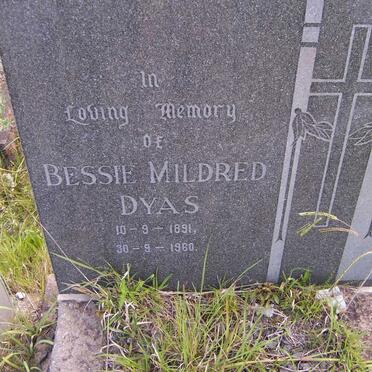 In
Loving Memory
OF
BESSIE MILDRED
DYAS
10-9-1891,
30-9-1960.